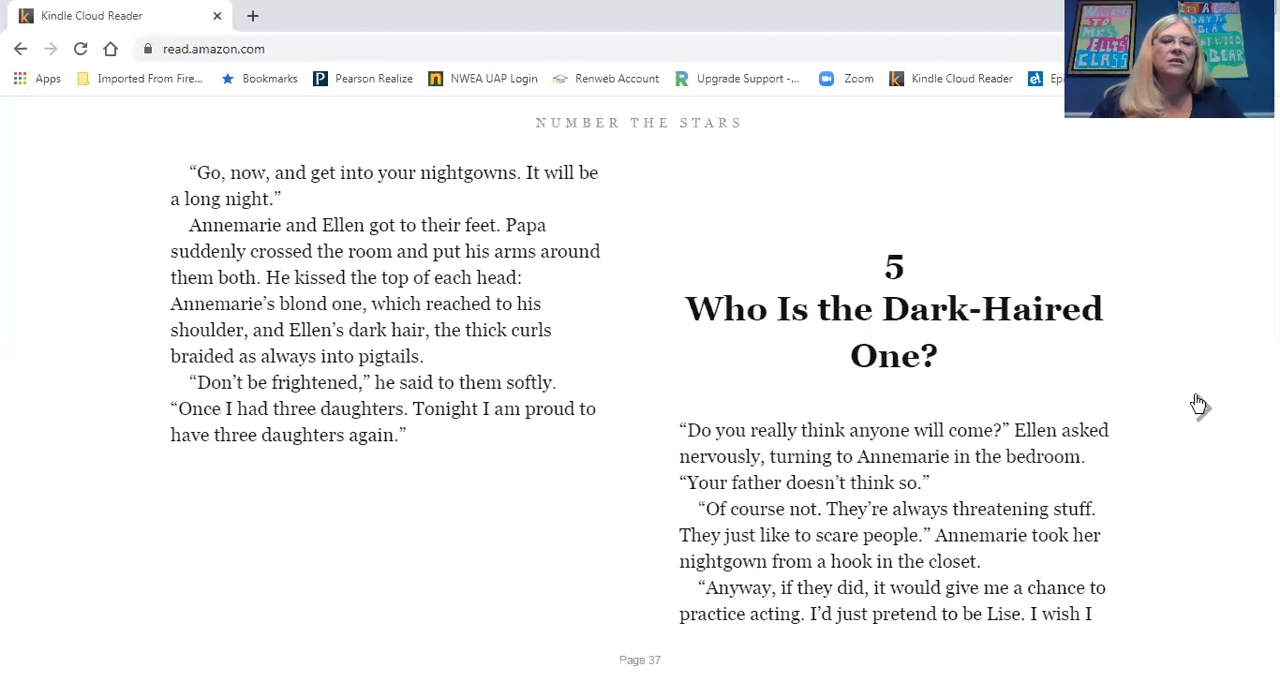 Kindle Cloud Reader
read.amazon.com
Apps
Imported From Fire...
Bookmarks
Pearson Realize
NWEA UAP Login
Renweb Account
Upgrade Support -...
Zoom
Kindle Cloud Reader
TO
MRS
CLASS
BEAR
NUMBER THE STARS
“Go, now, and get into your nightgowns. It will be
a long night.”
Annemarie and Ellen got to their feet. Papa
suddenly crossed the room and put his arms around
them both. He kissed the top of each head:
Annemarie’s blond one, which reached to his
shoulder, and Ellen’s dark hair, the thick curls
braided as always into pigtails.
“Don’t be frightened,” he said to them softly.
“Once I had three daughters. Tonight I am proud to
have three daughters again.”
5
Who Is the Dark-Haired
One?
“Do you really think anyone will come?” Ellen asked
nervously, turning to Annemarie in the bedroom.
“Your father doesn’t think so.”
“Of course not. They’re always threatening stuff.
They just like to scare people.” Annemarie took her
nightgown from a hook in the closet.
“Anyway, if they did, it would give me a chance to
practice acting. I’d just pretend to be Lise. I wish I
Page 37